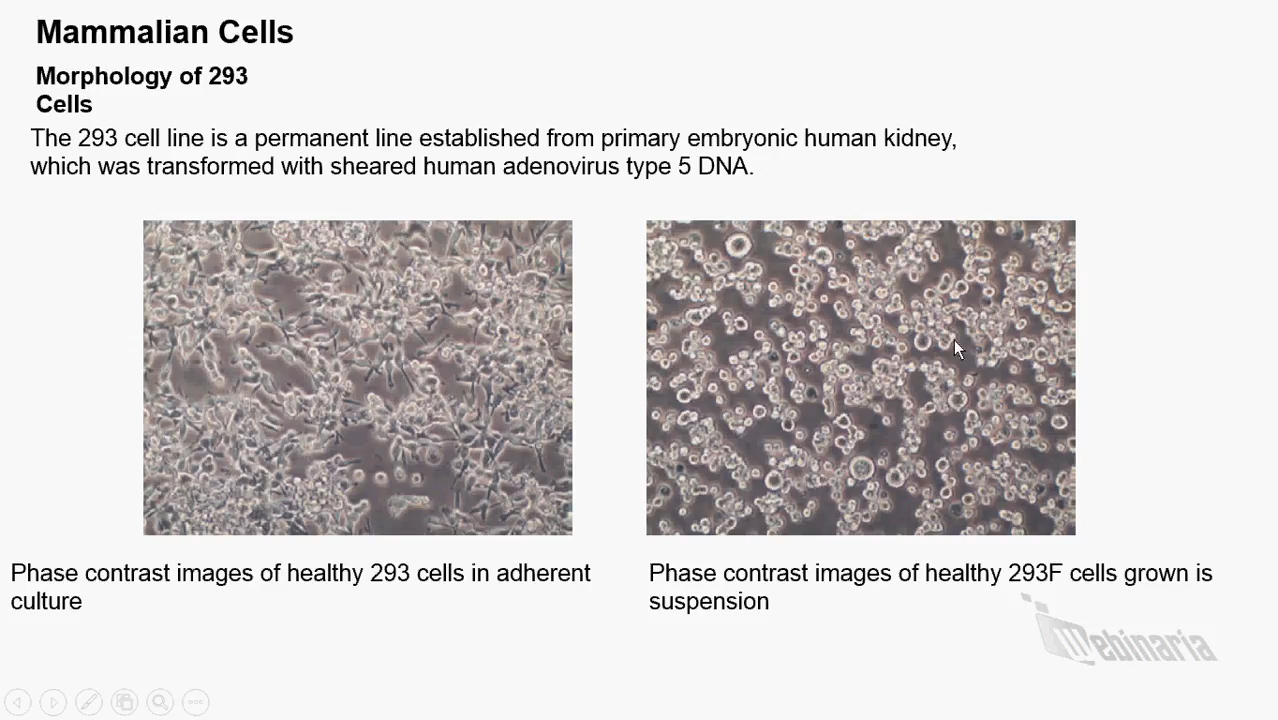 Mammalian Cells
Morphology of 293
Cells
The 293 cell line is a permanent line established from primary embryonic human kidney,
which was transformed with sheared human adenovirus type 5 DNA.
Phase contrast images of healthy 293 cells in adherent
culture
Phase contrast images of healthy 293F cells grown is
suspension
Webinaria